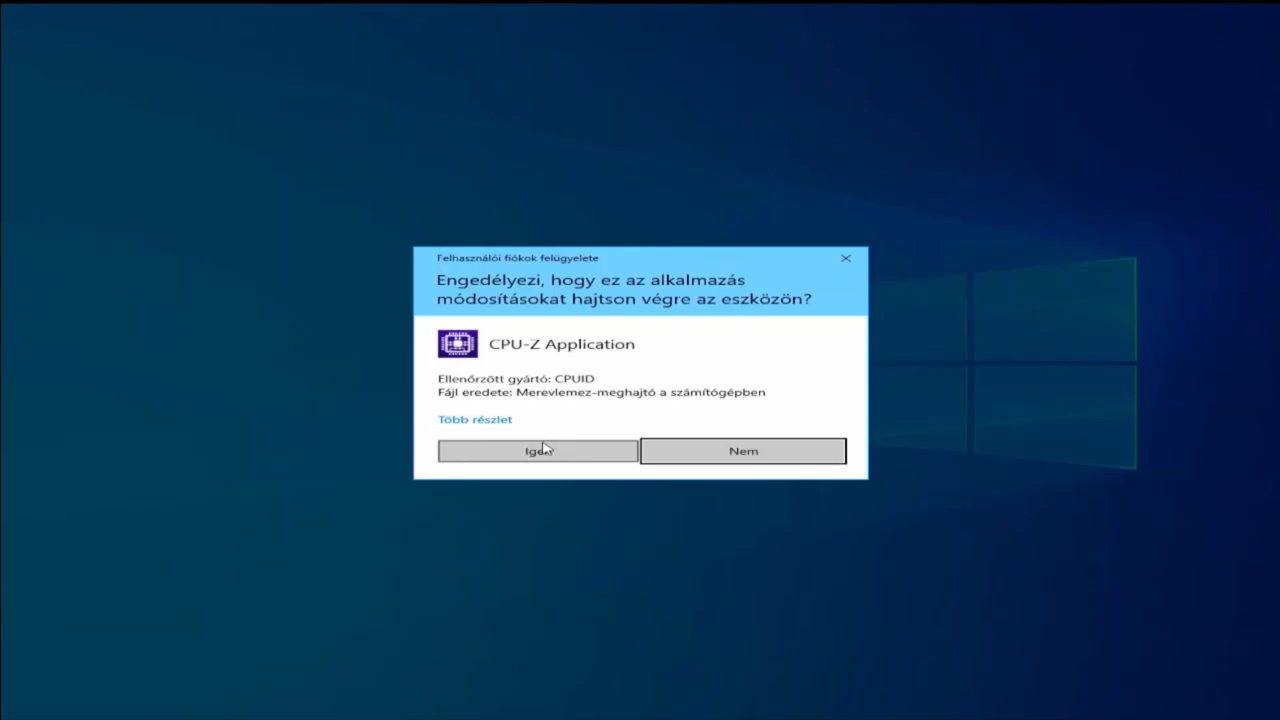 Felhasználói fiókok felügyelete
Engedélyezi, hogy ez az alkalmazás
módosításokat hajtson végre az eszközön?
CPU-Z Application
Ellenőrzött gyártó: CPUID
Fájl eredete: Merevlemez-meghajtó a számítógépben
Több részlet
Igen
Nem